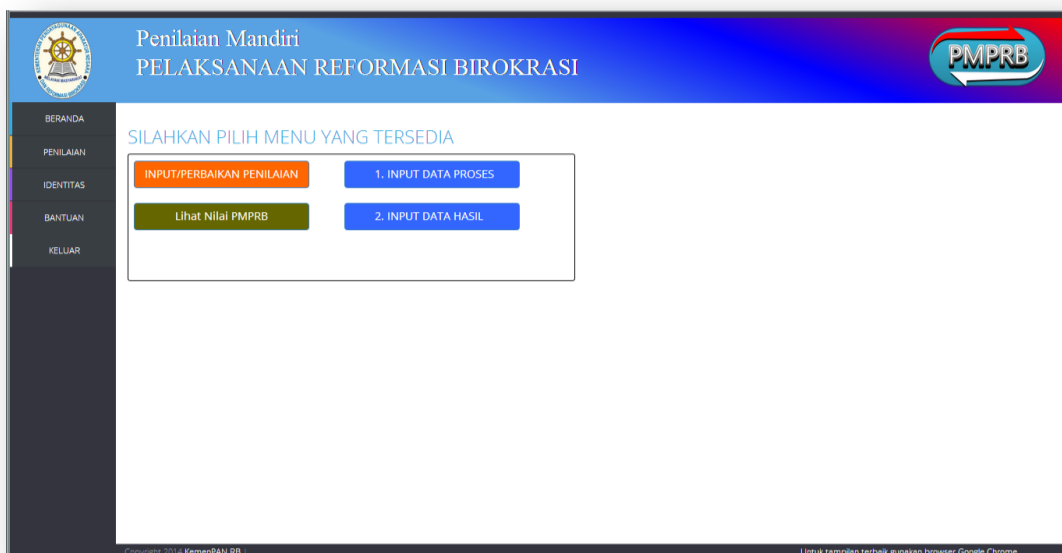 Penilaian Mandiri
PELAKSANAAN REFORMASI BIROKRASI
PMPRB
BERANDA
PENILAIAN
IDENTITAS
BANTUAN
KELUAR
SILAHKAN PILIH MENU YANG TERSEDIA
INPUT/PERBAIKAN PENILAIAN
1. INPUT DATA PROSES
Lihat Nilai PMPRB
2. INPUT DATA HASIL
Copyright 2014 KemenPAN RB |
Untuk tampilan terbaik gunakan browser Google Chrome